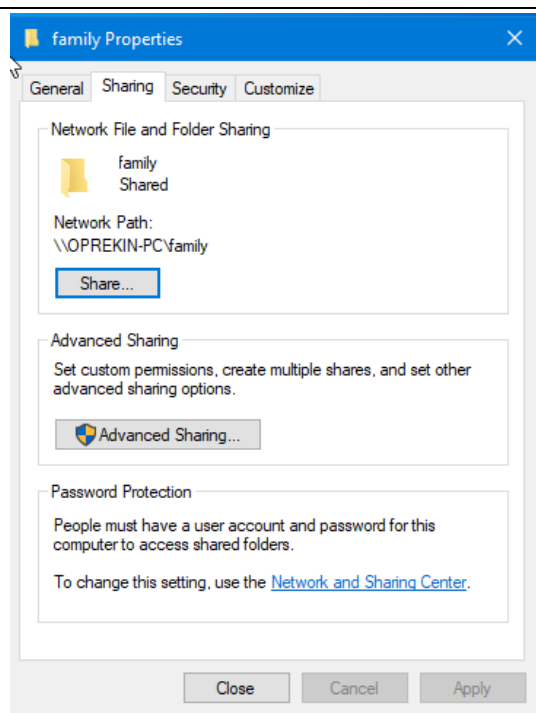 family Properties
General Sharing Security Customize
Network File and Folder Sharing
family
Shared
Network Path:
\\OPREKIN-PC\family
Share...
Advanced Sharing
Set custom permissions, create multiple shares, and set other
advanced sharing options.
Advanced Sharing...
Password Protection
People must have a user account and password for this
computer to access shared folders.
To change this setting, use the Network and Sharing Center.
Close Cancel Apply